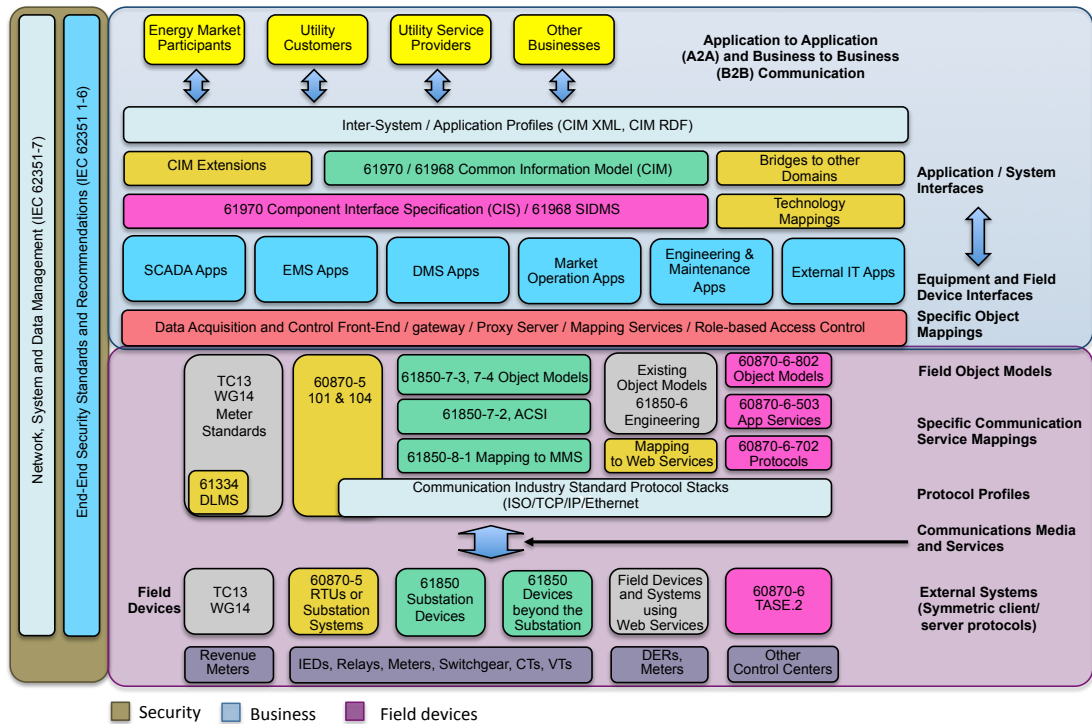 Network, System and Data Management (IEC 62351-7)
End-End Security Standards and Recommendations (IEC 62351 1-6)
Energy Market
Participants
Utility
Customers
Utility Service
Providers
Other
Businesses
Application to Application
(A2A) and Business to Business
(B2B) Communication
Inter-System / Application Profiles (CIM XML, CIM RDF)
CIM Extensions
61970 / 61968 Common Information Model (CIM)
Bridges to other
Domains
Application / System
Interfaces
61970 Component Interface Specification (CIS) / 61968 SIDMS
Technology
Mappings
SCADA Apps
EMS Apps
DMS Apps
Market
Operation Apps
Engineering &
Maintenance
Apps
External IT Apps
Equipment and Field
Device Interfaces
Data Acquisition and Control Front-End / gateway / Proxy Server / Mapping Services / Role-based Access Control
Specific Object
Mappings
TC13
WG14
Meter
Standards
61334
DLMS
60870-5
101 & 104
61850-7-3, 7-4 Object Models
61850-7-2, ACSI
61850-8-1 Mapping to MMS
Existing
Object Models
61850-6
Engineering
Mapping
to Web Services
60870-6-802
Object Models
60870-6-503
App Services
60870-6-702
Protocols
Field Object Models
Specific Communication
Service Mappings
Communication Industry Standard Protocol Stacks
(ISO/TCP/IP/Ethernet
Protocol Profiles
Communications Media
and Services
Field
Devices
TC13
WG14
60870-5
RTUs or
Substation
Systems
61850
Substation
Devices
61850
Devices
beyond the
Substation
Field Devices
and Systems
using
Web Services
60870-6
TASE.2
External Systems
(Symmetric client/
server protocols)
Revenue
Meters
IEDs, Relays, Meters, Switchgear, CTs, VTs
DERs,
Meters
Other
Control Centers
Security
Business
Field devices